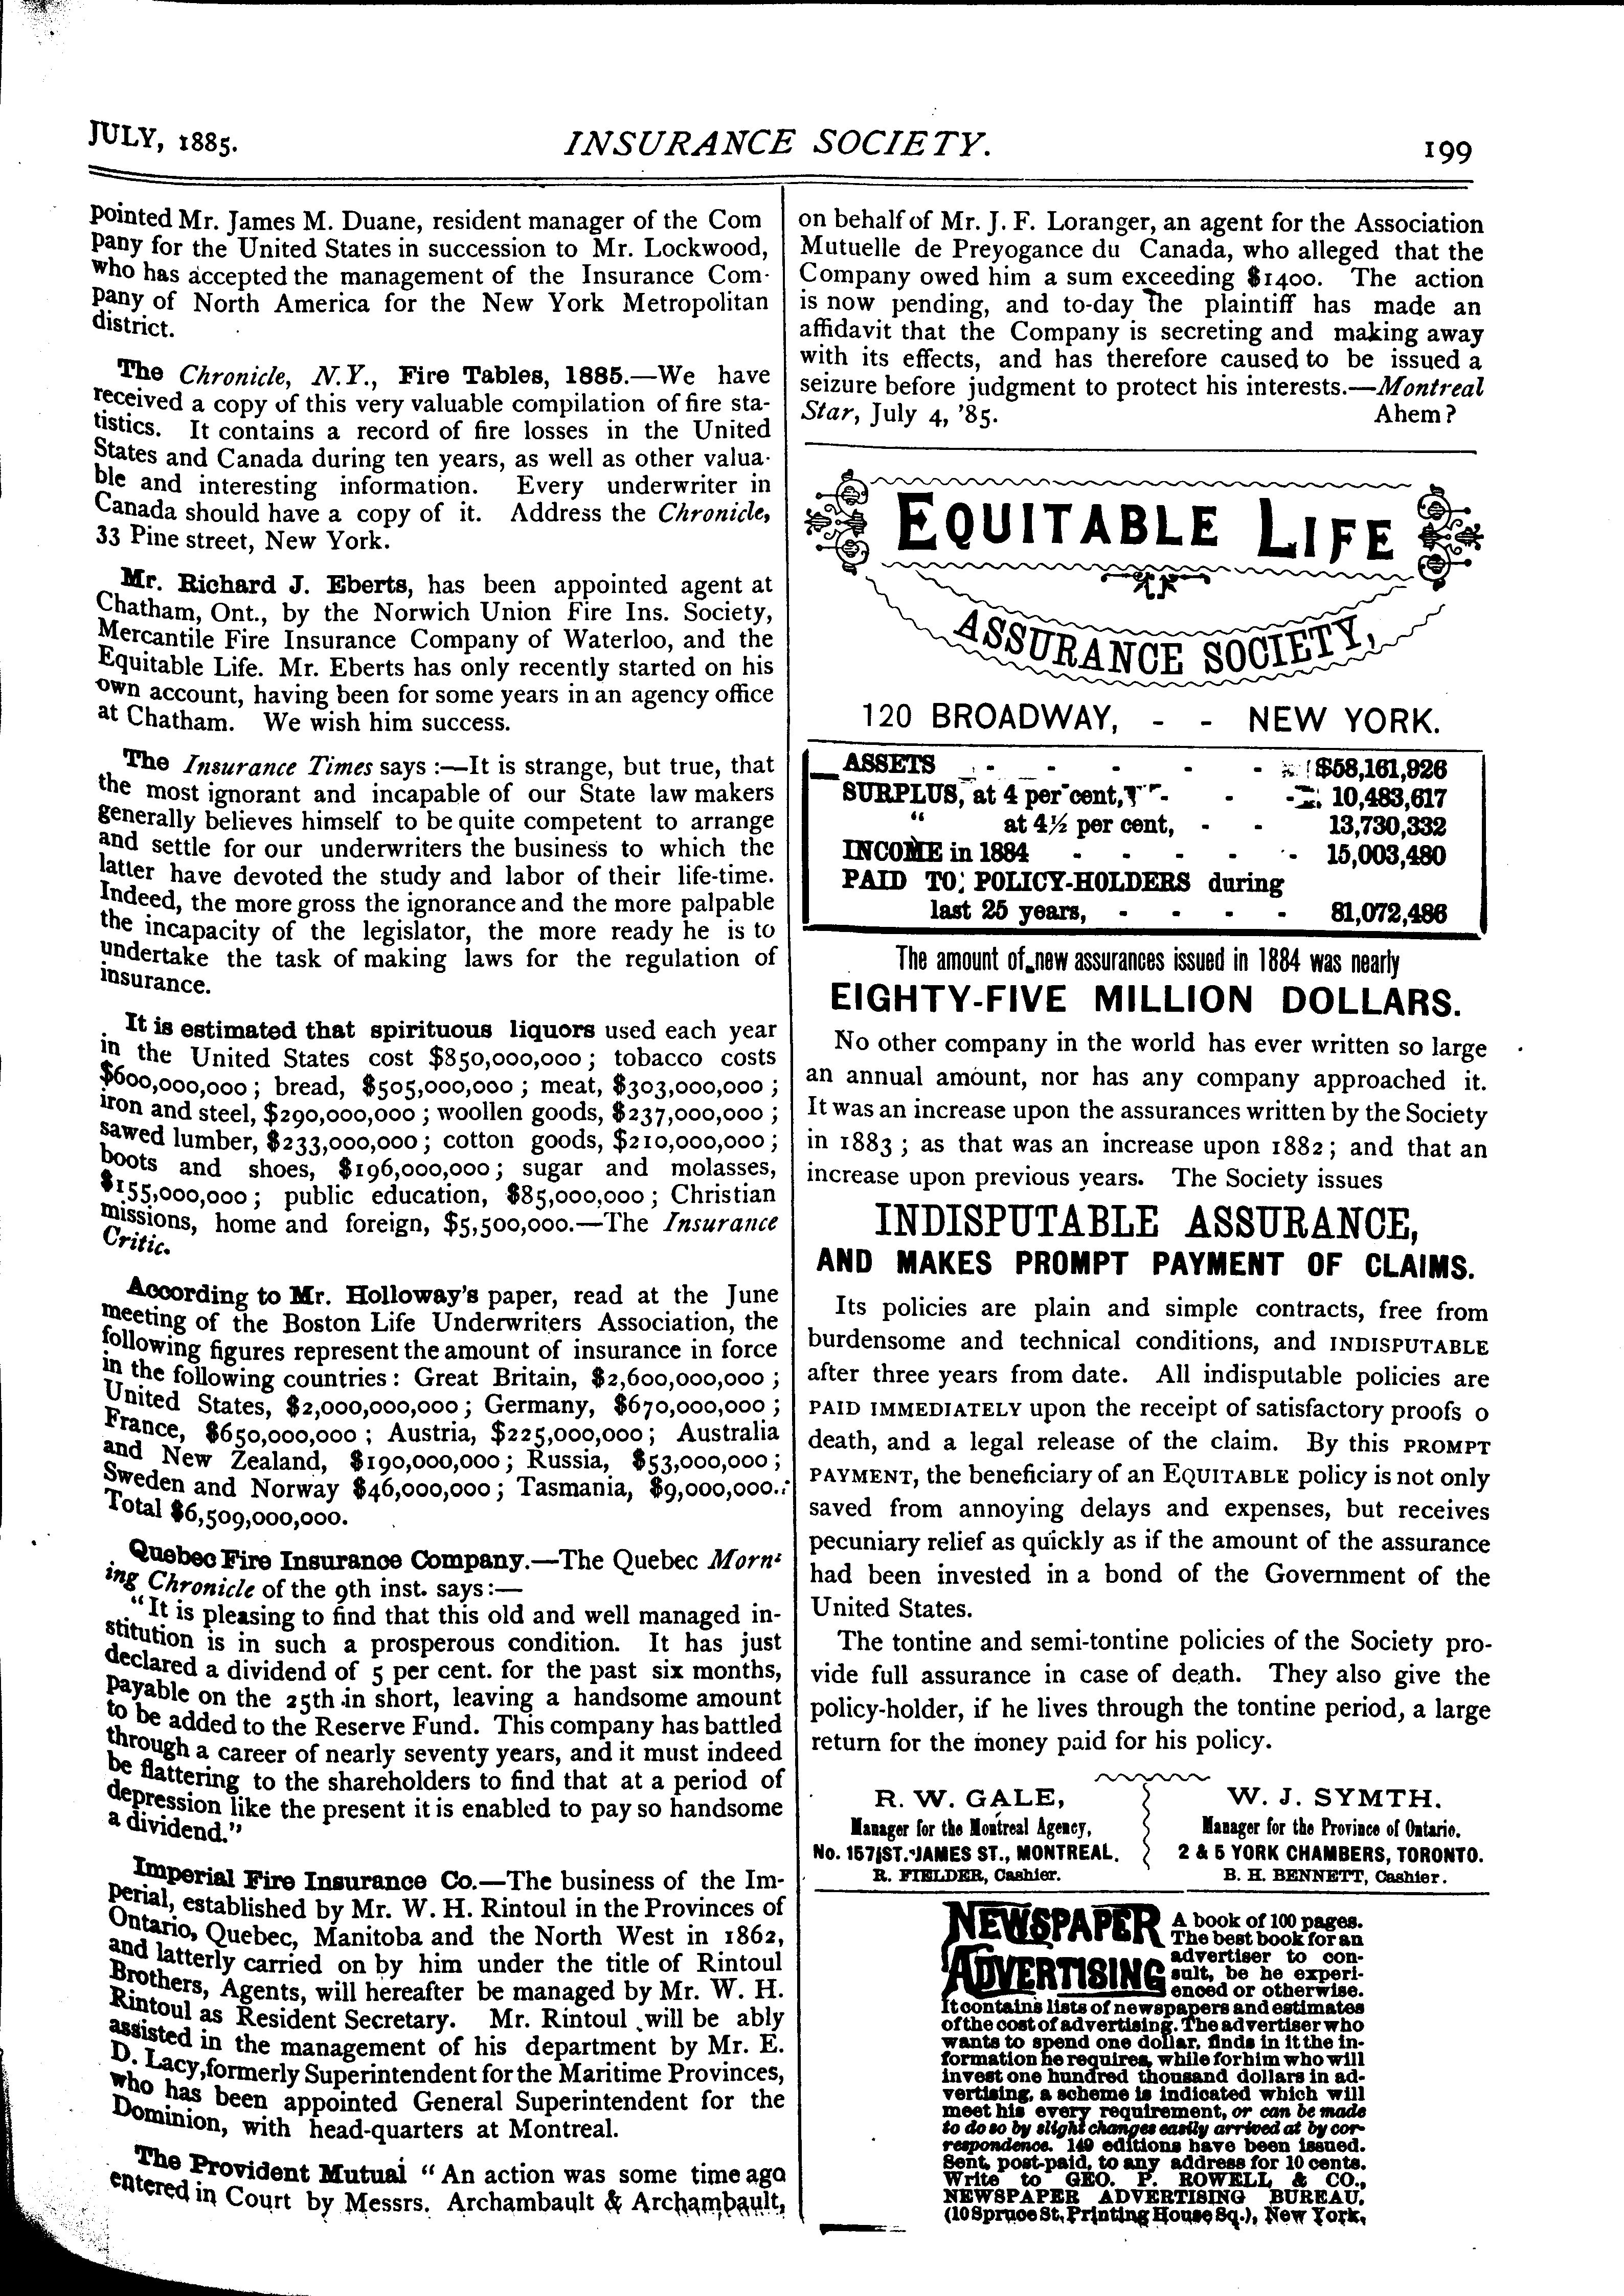 JULY, 1885.
INSURANCE SOCIETY.
199
pointed Mr. James M. Duane, resident manager of the Com
pany for the United States in succession to Mr. Lockwood,
who has accepted the management of the Insurance Com-
pany of North America for the New York Metropolitan
district.
The Chronicle, N.Y., Fire Tables, 1885.—We have
received a copy of this very valuable compilation of fire sta-
tistics. It contains a record of fire losses in the United
States and Canada during ten years, as well as other valua-
ble and interesting information. Every underwriter in
Canada should have a copy of it. Address the Chronicle,
33 Pine street, New York.
Mr. Richard J. Eberts, has been appointed agent at
Chatham, Ont., by the Norwich Union Fire Ins. Society,
Mercantile Fire Insurance Company of Waterloo, and the
Equitable Life. Mr. Eberts has only recently started on his
own account, having been for some years in an agency office
at Chatham. We wish him success.
The Insurance Times says :—It is strange, but true, that
the most ignorant and incapable of our State law makers
generally believes himself to be quite competent to arrange
and settle for our underwriters the business to which the
latter have devoted the study and labor of their life-time.
Indeed, the more gross the ignorance and the more palpable
the incapacity of the legislator, the more ready he is to
undertake the task of making laws for the regulation of
insurance.
It is estimated that spirituous liquors used each year
in the United States cost $850,000,000 ; tobacco costs
$600,000,000 ; bread, $505,000,000 ; meat, $303,000,000 ;
iron and steel, $290,000,000 ; woollen goods, $237,000,000 ;
sawed lumber, $233,000,000 ; cotton goods, $210,000,000 ;
boots and shoes, $196,000,000 ; sugar and molasses,
$155,000,000 ; public education, $85,000,000 ; Christian
missions, home and foreign, $5,500,000.—The Insurance
Critic.
According to Mr. Holloway's paper, read at the June
meeting of the Boston Life Underwriters Association, the
following figures represent the amount of insurance in force
in the following countries : Great Britain, $2,600,000,000 ;
United States, $2,000,000,000 ; Germany, $670,000,000 ;
France, $650,000,000 ; Austria, $225,000,000 ; Australia
and New Zealand, $190,000,000 ; Russia, $53,000,000 ;
Sweden and Norway $46,000,000 ; Tasmania, $9,000,000.
Total $6,509,000,000.
Quebec Fire Insurance Company.—The Quebec Morn-
ing Chronicle of the 9th inst. says :—
"It is pleasing to find that this old and well managed in-
stitution is in such a prosperous condition. It has just
declared a dividend of 5 per cent. for the past six months,
payable on the 25th in short, leaving a handsome amount
to be added to the Reserve Fund. This company has battled
through a career of nearly seventy years, and it must indeed
be flattering to the shareholders to find that at a period of
depression like the present it is enabled to pay so handsome
a dividend."
Imperial Fire Insurance Co.—The business of the Im-
perial, established by Mr. W. H. Rintoul in the Provinces of
Ontario, Quebec, Manitoba and the North West in 1862,
and latterly carried on by him under the title of Rintoul
Brothers, Agents, will hereafter be managed by Mr. W. H.
Rintoul as Resident Secretary. Mr. Rintoul will be ably
assisted in the management of his department by Mr. E.
D. Lacy, formerly Superintendent for the Maritime Provinces,
who has been appointed General Superintendent for the
Dominion, with head-quarters at Montreal.
The Provident Mutual "An action was some time ago
entered in Court by Messrs. Archambault & Archambault,
on behalf of Mr. J. F. Loranger, an agent for the Association
Mutuelle de Preyogance du Canada, who alleged that the
Company owed him a sum exceeding $1400. The action
is now pending, and to-day the plaintiff has made an
affidavit that the Company is secreting and making away
with its effects, and has therefore caused to be issued a
seizure before judgment to protect his interests.—Montreal
Star, July 4, '85. Ahem?
EQUITABLE LIFE
ASSURANCE SOCIETY,
120 BROADWAY, - - NEW YORK.
ASSETS - - - - - $58,161,926
SURPLUS, at 4 per cent, - - - 10,483,617
" at 4½ per cent, - - 13,730,332
INCOME in 1884 - - - - - 15,003,480
PAID TO POLICY-HOLDERS during
last 25 years, - - - - 81,072,486
The amount of new assurances issued in 1884 was nearly
EIGHTY-FIVE MILLION DOLLARS.
No other company in the world has ever written so large
an annual amount, nor has any company approached it.
It was an increase upon the assurances written by the Society
in 1883 ; as that was an increase upon 1882 ; and that an
increase upon previous years. The Society issues
INDISPUTABLE ASSURANCE,
AND MAKES PROMPT PAYMENT OF CLAIMS.
Its policies are plain and simple contracts, free from
burdensome and technical conditions, and INDISPUTABLE
after three years from date. All indisputable policies are
PAID IMMEDIATELY upon the receipt of satisfactory proofs o
death, and a legal release of the claim. By this PROMPT
PAYMENT, the beneficiary of an EQUITABLE policy is not only
saved from annoying delays and expenses, but receives
pecuniary relief as quickly as if the amount of the assurance
had been invested in a bond of the Government of the
United States.
The tontine and semi-tontine policies of the Society pro-
vide full assurance in case of death. They also give the
policy-holder, if he lives through the tontine period, a large
return for the money paid for his policy.
R. W. GALE,
Manager for the Montreal Agency,
No. 157 ST. JAMES ST., MONTREAL.
R. FIELDER, Cashier.
W. J. SYMTH.
Manager for the Province of Ontario.
2 & 5 YORK CHAMBERS, TORONTO.
B. H. BENNETT, Cashier.
NEWSPAPER
ADVERTISING
A book of 100 pages.
The best book for an
advertiser to con-
sult, be he experi-
enced or otherwise.
It contains lists of newspapers and estimates
of the cost of advertising. The advertiser who
wants to spend one dollar, finds in it the in-
formation he requires, while for him who will
invest one hundred thousand dollars in ad-
vertising, a scheme is indicated which will
meet his every requirement, or can be made
to do so by slight changes easily arrived at by cor-
respondence. 149 editions have been issued.
Sent, post-paid, to any address for 10 cents.
Write to GEO. P. ROWELL & CO.,
NEWSPAPER ADVERTISING BUREAU.
(10 Spruce St., Printing House Sq.), New York,